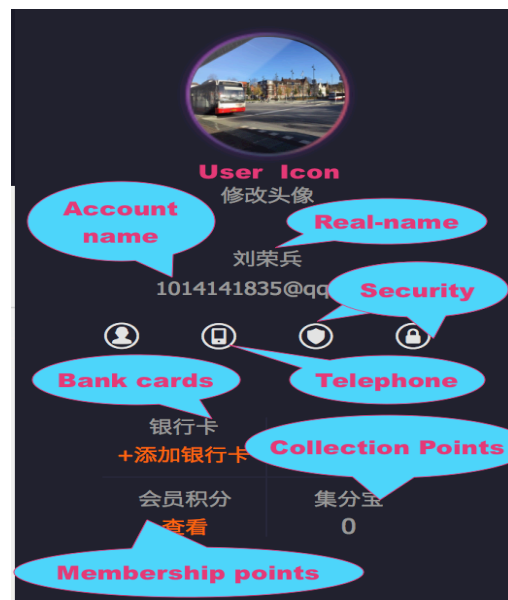 User Icon
修改头像
Account
name
Real-name
刘荣兵
1014141835@qq
Security
Bank cards
Telephone
银行卡
+添加银行卡
Collection Points
会员积分
集分宝
查看
0
Membership points